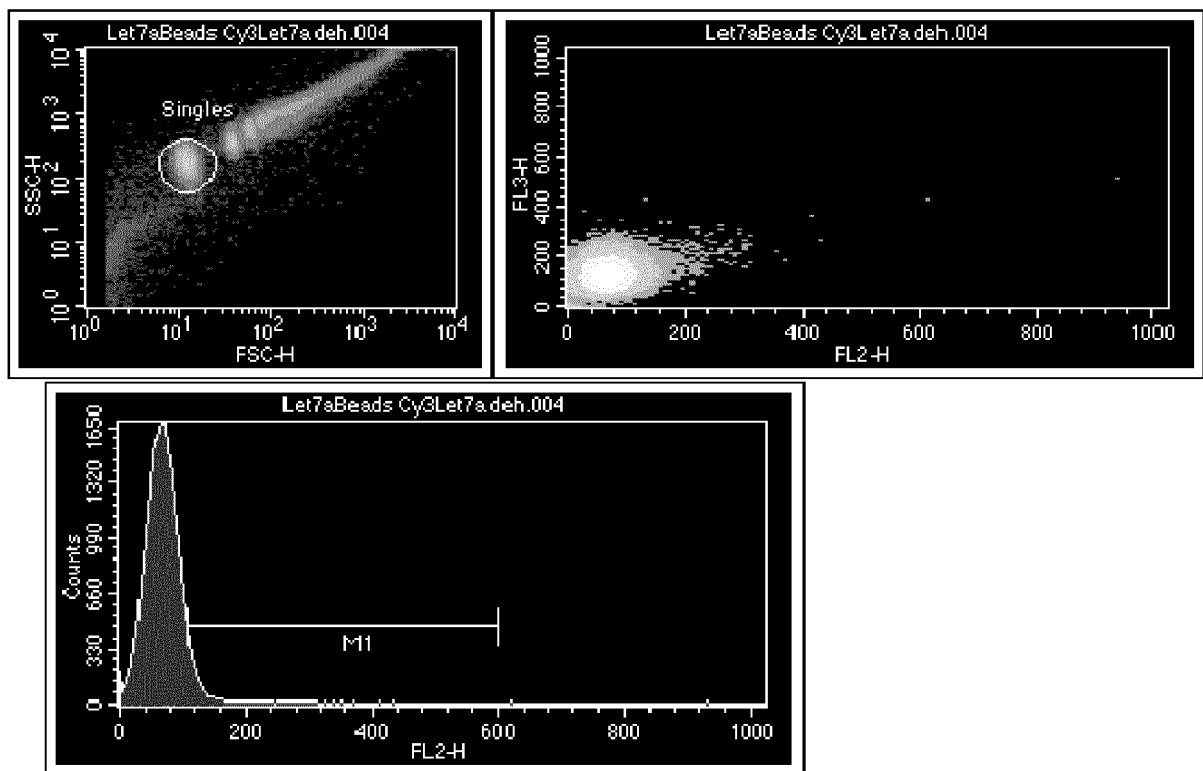 Let7aBeads Cy3Let7a.deh.004
10^4
10^3
10^2
10^1
10^0
SSC-H
Singles
10^0 10^1 10^2 10^3 10^4
FSC-H
Let7aBeads Cy3Let7a.deh.004
1000
800
600
400
200
0
FL3-H
0 200 400 600 800 1000
FL2-H
Let7aBeads Cy3Let7a.deh.004
1650
1320
990
660
330
0
Counts
M1
0 200 400 600 800 1000
FL2-H